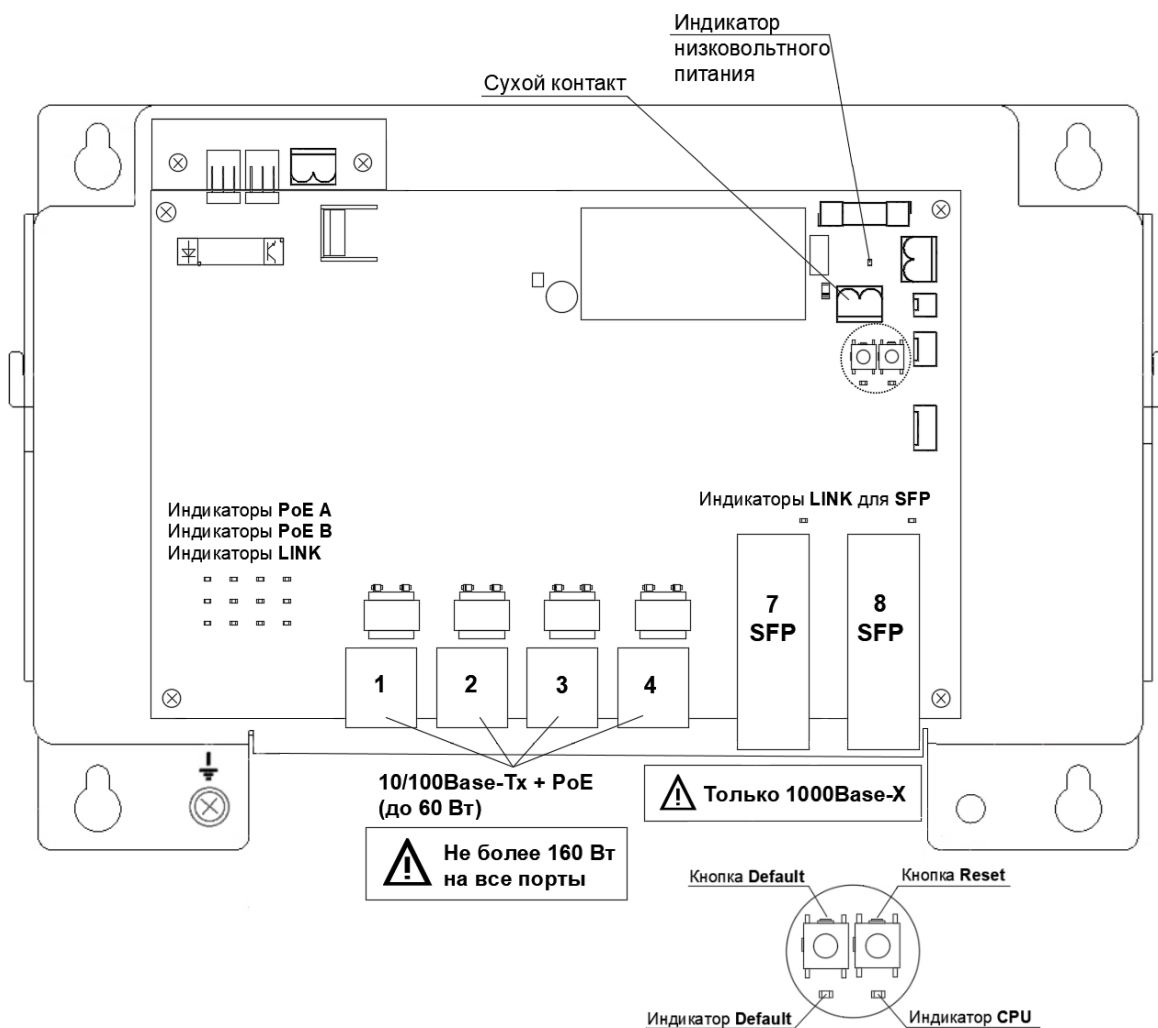 Индикатор
низковольтного
питания
Сухой контакт
Индикаторы PoE A
Индикаторы PoE B
Индикаторы LINK
Индикаторы LINK для SFP
7
SFP
8
SFP
1
2
3
4
10/100Base-Tx + PoE
(до 60 Вт)
Только 1000Base-X
Не более 160 Вт
на все порты
Кнопка Default
Кнопка Reset
Индикатор Default
Индикатор CPU